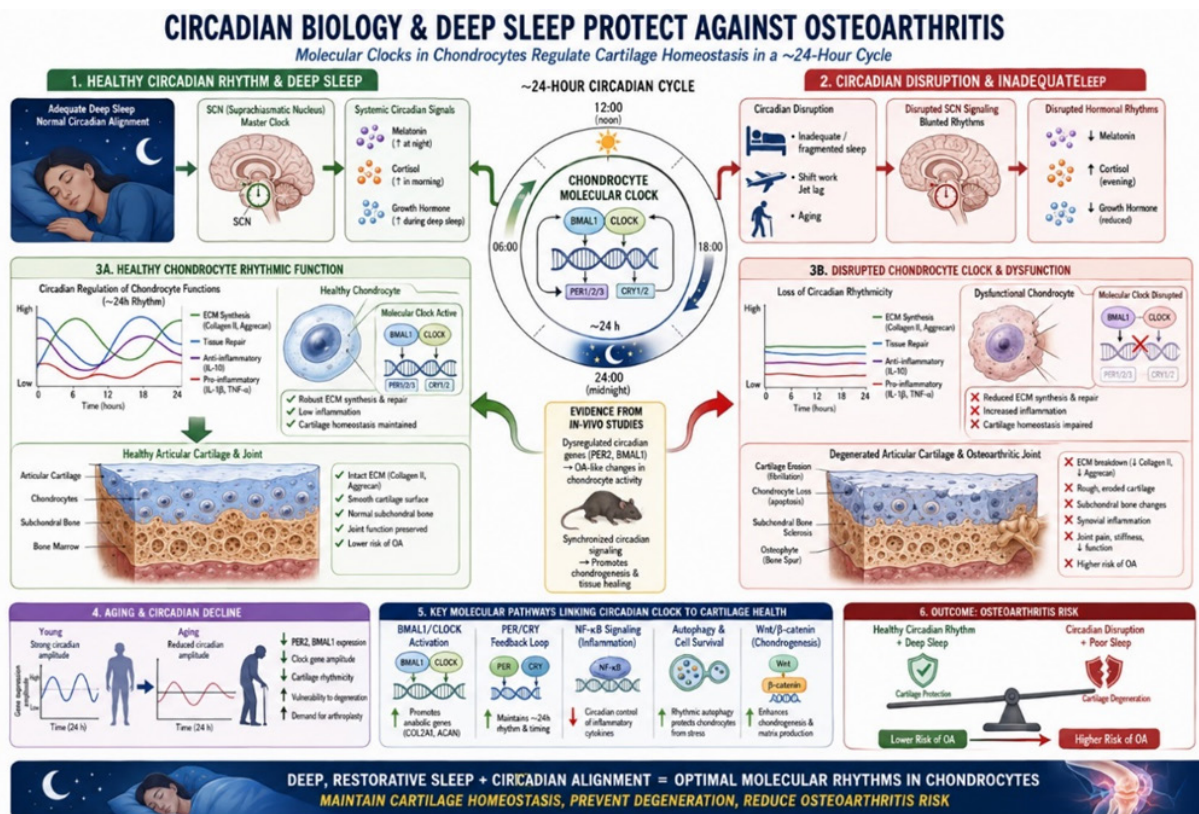 CIRCADIAN BIOLOGY & DEEP SLEEP PROTECT AGAINST OSTEOARTHRITIS
Molecular Clocks in Chondrocytes Regulate Cartilage Homeostasis in a ~24-Hour Cycle
1. HEALTHY CIRCADIAN RHYTHM & DEEP SLEEP
Adequate Deep Sleep
Normal Circadian Alignment
SCN (Suprachiasmatic Nucleus)
Master Clock
SCN
Systemic Circadian Signals
Melatonin
(↑ at night)
Cortisol
(↑ in morning)
Growth Hormone
(↑ during deep sleep)
~24-HOUR CIRCADIAN CYCLE
12:00
(noon)
CHONDROCYTE
MOLECULAR CLOCK
BMAL1
CLOCK
06:00
18:00
PER1/2/3
CRY1/2
~24 h
24:00
(midnight)
2. CIRCADIAN DISRUPTION & INADEQUATELEEP
Circadian Disruption
• Inadequate /
fragmented sleep
• Shift work
Jet lag
• Aging
Disrupted SCN Signaling
Blunted Rhythms
Disrupted Hormonal Rhythms
↓ Melatonin
↑ Cortisol
(evening)
↓ Growth Hormone
(reduced)
3A. HEALTHY CHONDROCYTE RHYTHMIC FUNCTION
Circadian Regulation of Chondrocyte Functions
(~24h Rhythm)
High
Low
0 6 12 18 24
Time (hours)
ECM Synthesis
(Collagen II, Aggrecan)
Tissue Repair
Anti-inflammatory
(IL-10)
Pro-inflammatory
(IL-1β, TNF-α)
Healthy Chondrocyte
Molecular Clock Active
BMAL1
CLOCK
PER1/2/3
CRY1/2
✓ Robust ECM synthesis & repair
✓ Low inflammation
✓ Cartilage homeostasis maintained
Healthy Articular Cartilage & Joint
Articular Cartilage
Chondrocytes
Subchondral Bone
Bone Marrow
✓ Intact ECM (Collagen II,
Aggrecan)
✓ Smooth cartilage surface
✓ Normal subchondral bone
✓ Joint function preserved
✓ Lower risk of OA
EVIDENCE FROM
IN-VIVO STUDIES
Dysregulated circadian
genes (PER2, BMAL1)
→ OA-like changes in
chondrocyte activity
Synchronized circadian
signaling
→ Promotes
chondrogenesis &
tissue healing
3B. DISRUPTED CHONDROCYTE CLOCK & DYSFUNCTION
Loss of Circadian Rhythmicity
High
Low
0 6 12 18 24
Time (hours)
ECM Synthesis
(Collagen II, Aggrecan)
Tissue Repair
Anti-inflammatory
(IL-10)
Pro-inflammatory
(IL-1β, TNF-α)
Dysfunctional Chondrocyte
Molecular Clock Disrupted
BMAL1
CLOCK
PER1/2/3
CRY1/2
✗ Reduced ECM synthesis & repair
✗ Increased inflammation
✗ Cartilage homeostasis impaired
Degenerated Articular Cartilage & Osteoarthritic Joint
Cartilage Erosion
(fibrillation)
Chondrocyte Loss
(apoptosis)
Subchondral Bone
Sclerosis
Osteophyte
(Bone Spur)
✗ ECM breakdown (↓ Collagen II,
↓ Aggrecan)
✗ Rough, eroded cartilage
✗ Subchondral bone changes
✗ Synovial inflammation
✗ Joint pain, stiffness,
↓ function
✗ Higher risk of OA
4. AGING & CIRCADIAN DECLINE
Young
Strong circadian
amplitude
Gene expression
amplitude
High
Low
Time (24 h)
Aging
Reduced circadian
amplitude
Time (24 h)
↓ PER2, BMAL1 expression
↓ Clock gene amplitude
↓ Cartilage rhythmicity
↑ Vulnerability to degeneration
↑ Demand for arthroplasty
5. KEY MOLECULAR PATHWAYS LINKING CIRCADIAN CLOCK TO CARTILAGE HEALTH
BMAL1/CLOCK
Activation
BMAL1
CLOCK
↑ Promotes
anabolic genes
(COL2A1, ACAN)
PER/CRY
Feedback Loop
PER
CRY
↑ Maintains ~24h
rhythm & timing
NF-κB Signaling
(Inflammation)
NF-κB
↓ Circadian control
of inflammatory
cytokines
Autophagy &
Cell Survival
↑ Rhythmic autophagy
protects chondrocytes
from stress
Wnt/β-catenin
(Chondrogenesis)
Wnt
β-catenin
↑ Enhances
chondrogenesis &
matrix production
6. OUTCOME: OSTEOARTHRITIS RISK
Healthy Circadian Rhythm
+ Deep Sleep
Cartilage Protection
Circadian Disruption
+ Poor Sleep
Cartilage Degeneration
Lower Risk of OA
Higher Risk of OA
DEEP, RESTORATIVE SLEEP + CIRCADIAN ALIGNMENT = OPTIMAL MOLECULAR RHYTHMS IN CHONDROCYTES
MAINTAIN CARTILAGE HOMEOSTASIS, PREVENT DEGENERATION, REDUCE OSTEOARTHRITIS RISK